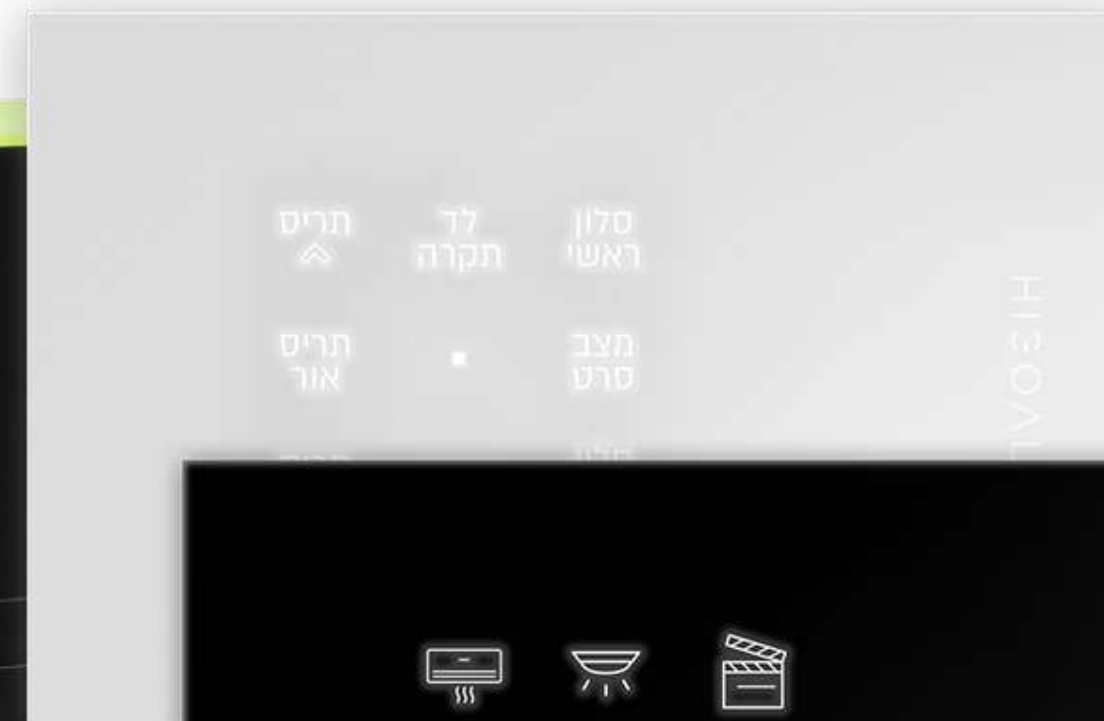 סלון
ראשי
לד
תקרה
תריס
מצב
סרט
תריס
אור